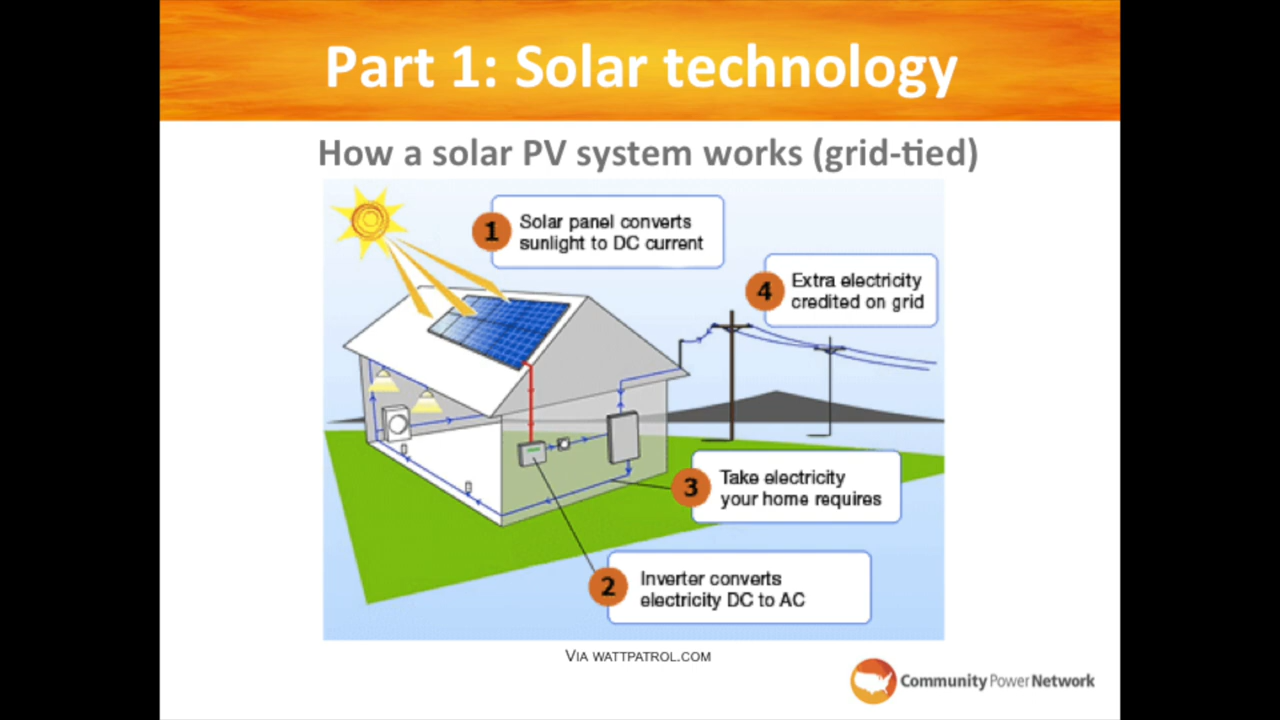 Part 1: Solar technology
How a solar PV system works (grid-tied)
1
Solar panel converts
sunlight to DC current
4
Extra electricity
credited on grid
3
Take electricity
your home requires
2
Inverter converts
electricity DC to AC
VIA WATTPATROL.COM
Community Power Network